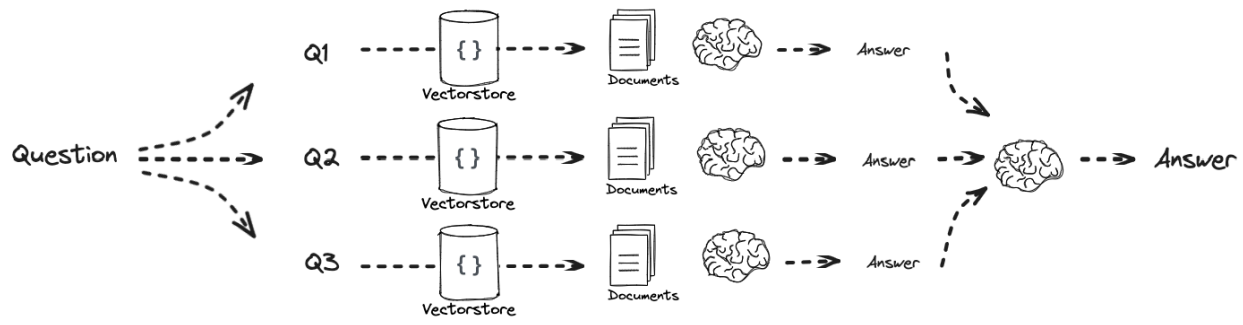 Q1
{ }
Vectorstore
Documents
Answer
Question
Q2
{ }
Vectorstore
Documents
Answer
Answer
Q3
{ }
Vectorstore
Documents
Answer